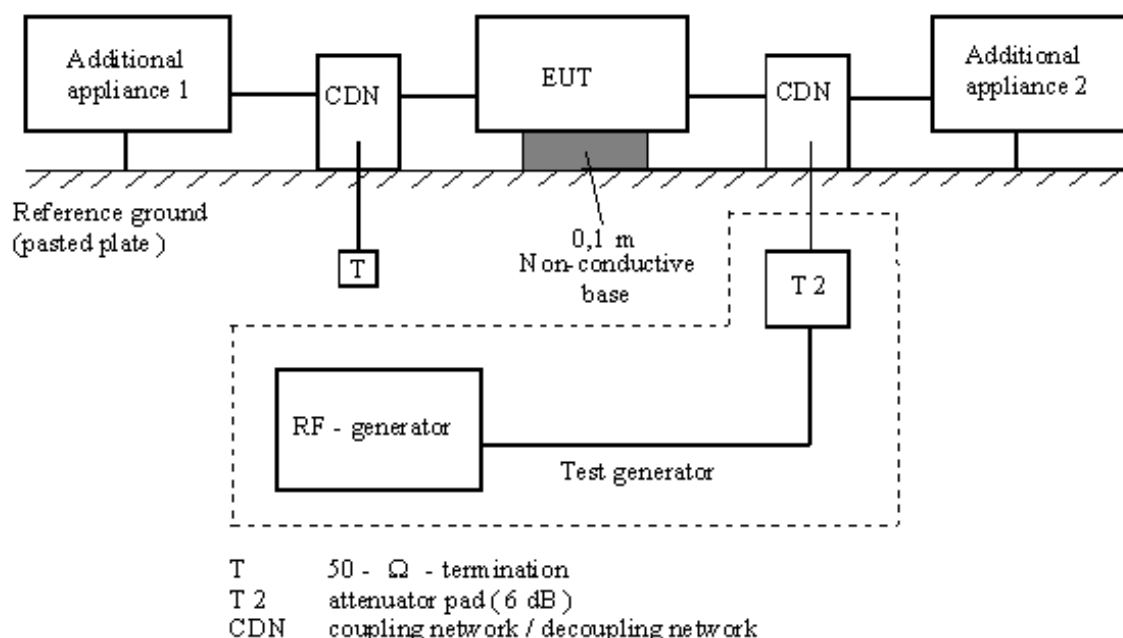 Additional
appliance 1
CDN
EUT
CDN
Additional
appliance 2
Reference ground
(pasted plate )
T
0,1 m
Non-conductive
base
T 2
RF - generator
Test generator
T 50 - Ω - termination
T 2 attenuator pad ( 6 dB )
CDN coupling network / decoupling network